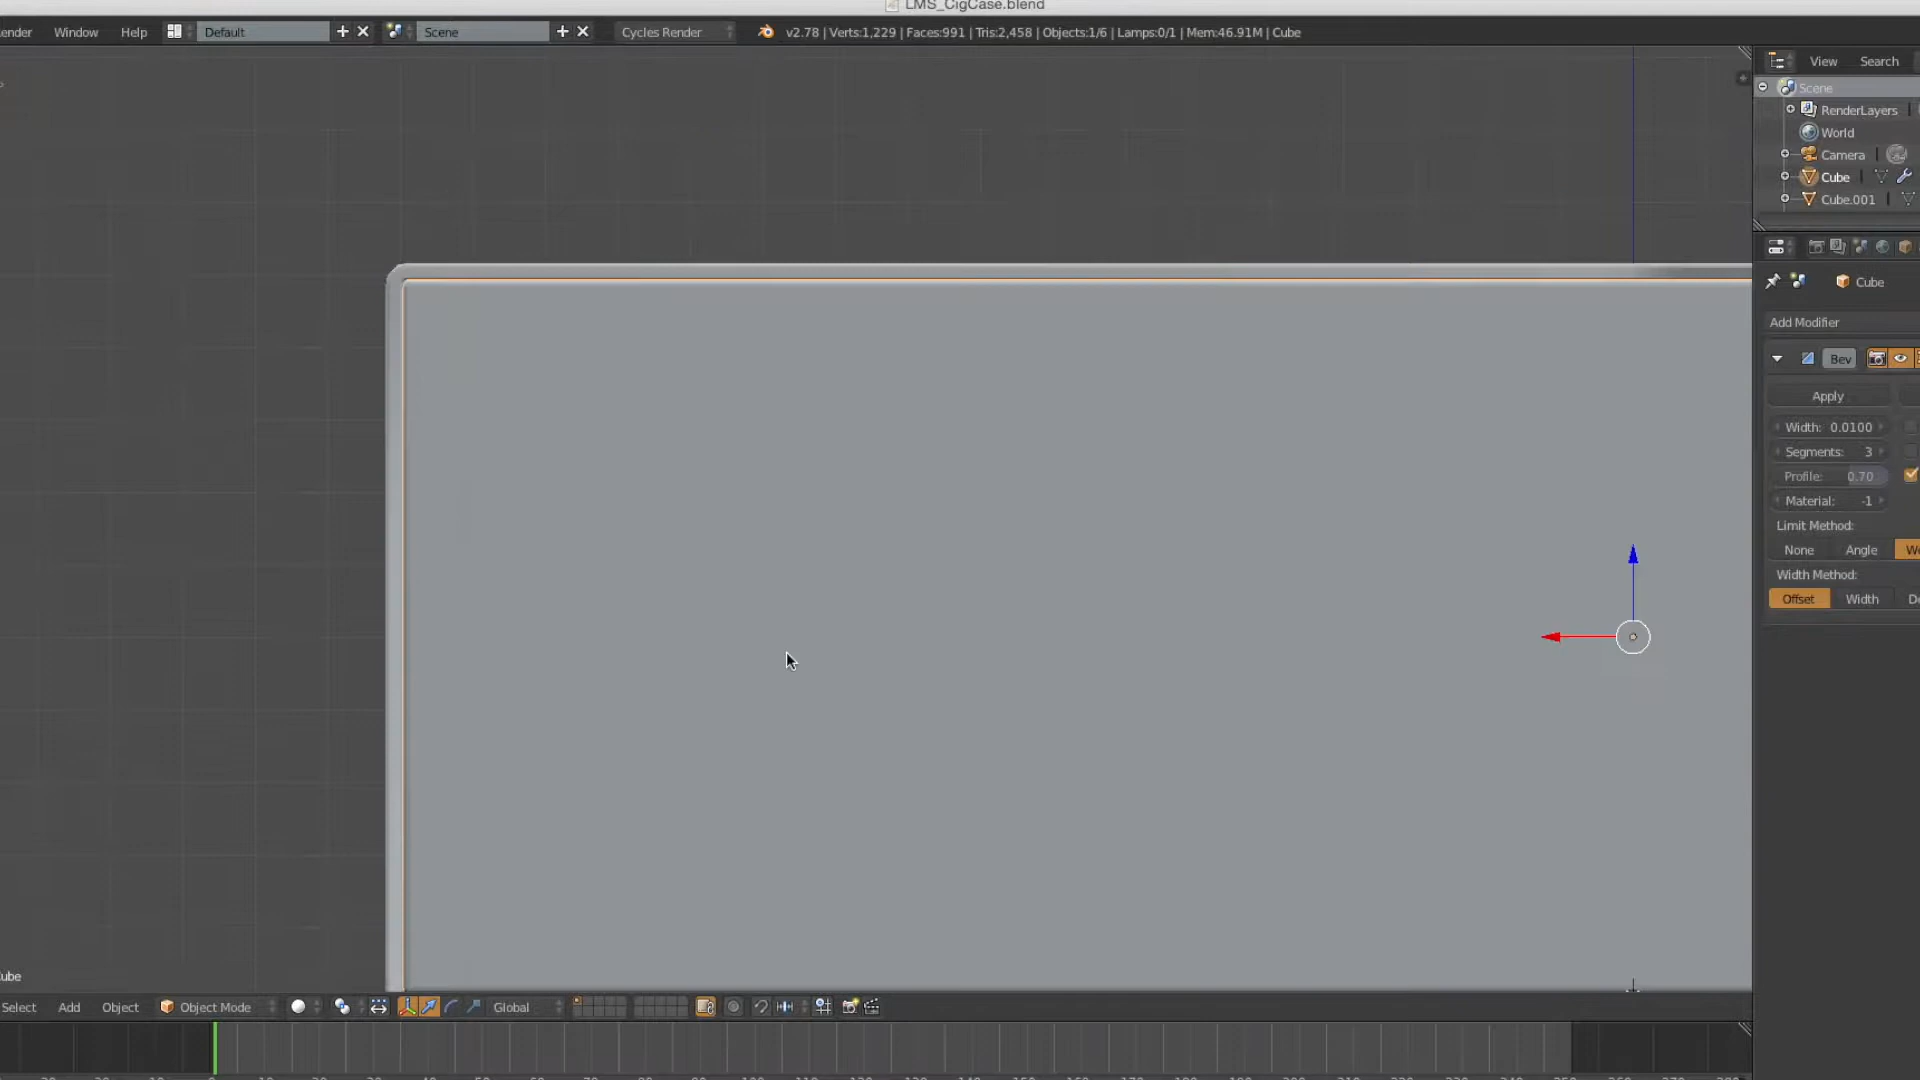 LMS_CigCase.blend
ender Window Help Default Scene Cycles Render v2.78 | Verts:1,229 | Faces:991 | Tris:2,458 | Objects:1/6 | Lamps:0/1 | Mem:46.91M | Cube
View Search
Scene
RenderLayers
World
Camera
Cube
Cube.001
Cube
Add Modifier
Bev
Apply
Width: 0.0100
Segments: 3
Profile: 0.70
Material: -1
Limit Method:
None Angle We
Width Method:
Offset Width De
ube
Select Add Object Object Mode Global